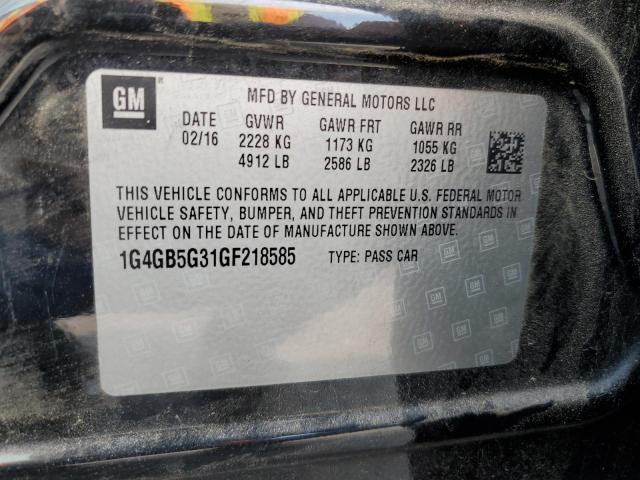 GM
MFD BY GENERAL MOTORS LLC
DATE GVWR GAWR FRT GAWR RR
02/16 2228 KG 1173 KG 1055 KG
4912 LB 2586 LB 2326 LB
THIS VEHICLE CONFORMS TO ALL APPLICABLE U.S. FEDERAL MOTOR
VEHICLE SAFETY, BUMPER, AND THEFT PREVENTION STANDARDS IN
EFFECT ON THE DATE OF MANUFACTURE SHOWN ABOVE.
1G4GB5G31GF218585 TYPE: PASS CAR